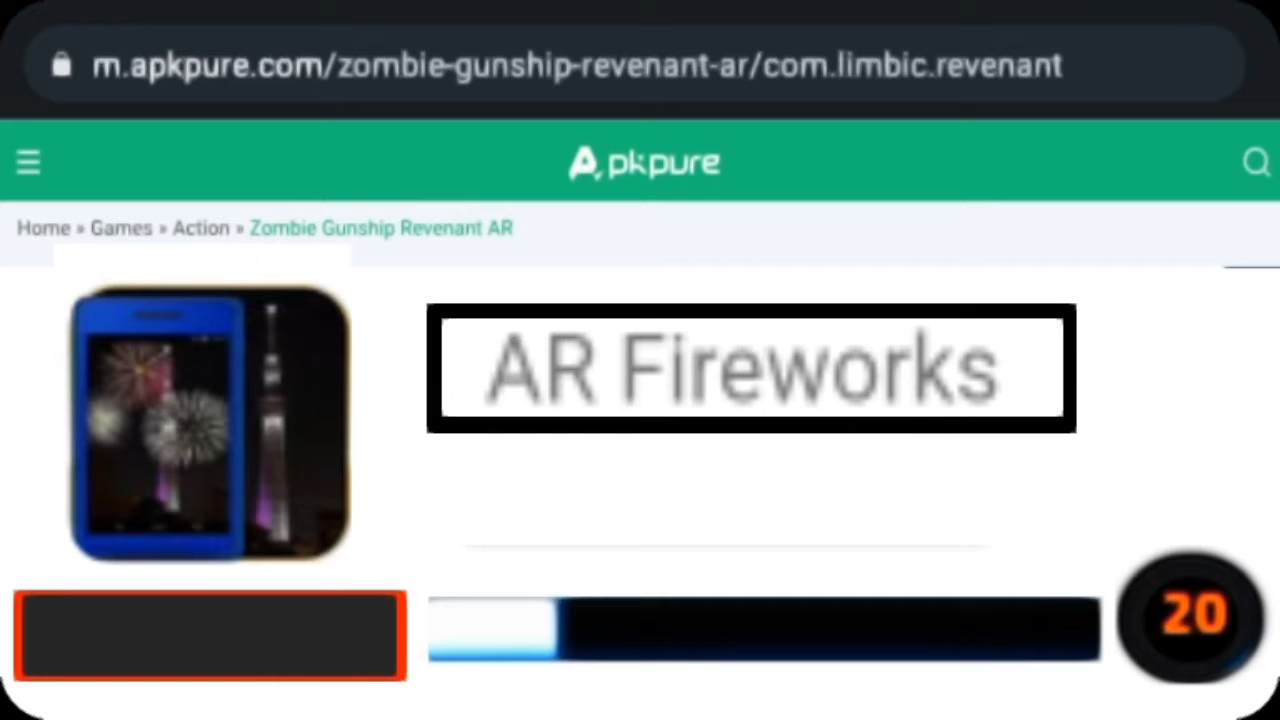 m.apkpure.com/zombie-gunship-revenant-ar/com.limbic.revenant
Apkpure
Home » Games » Action » Zombie Gunship Revenant AR
AR Fireworks
20